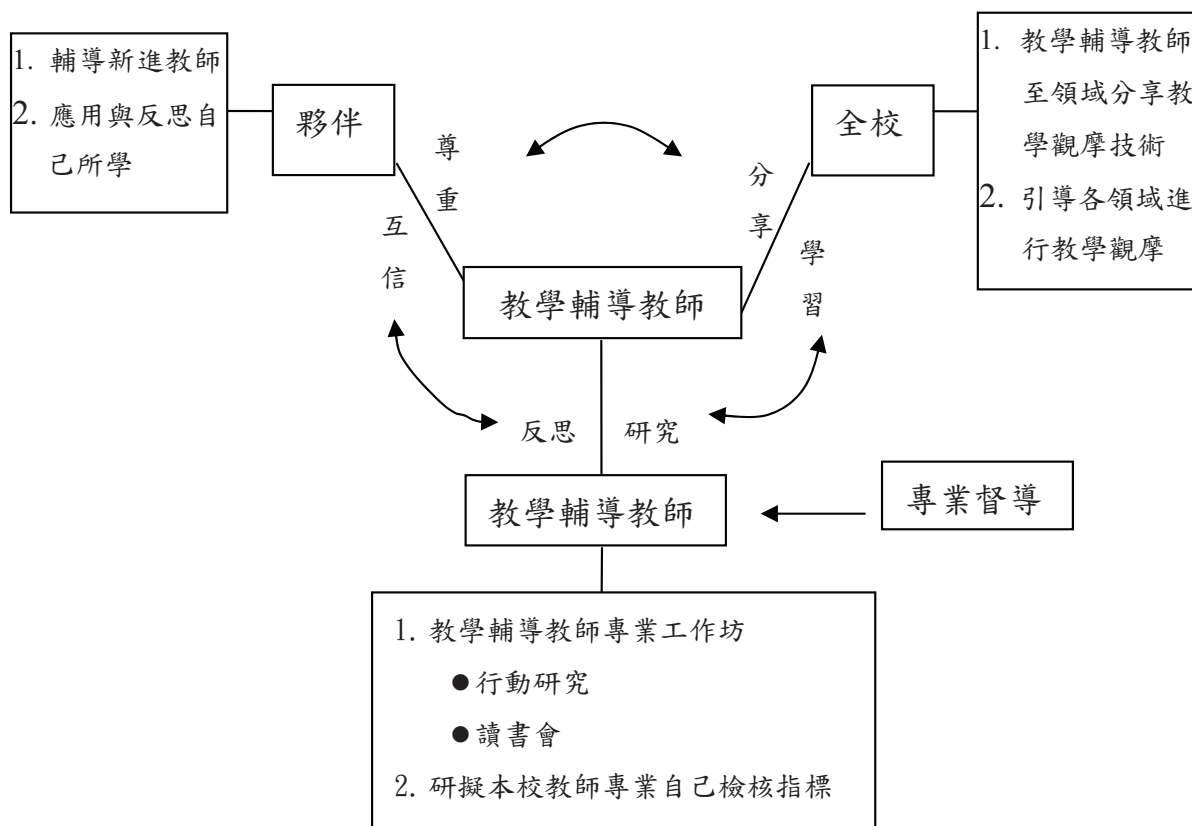 1. 輔導新進教師
2. 應用與反思自
己所學
夥伴
尊
重
互
信
全校
分
享
學
習
1. 教學輔導教師
至領域分享教
學觀摩技術
2. 引導各領域進
行教學觀摩
教學輔導教師
反思
研究
教學輔導教師
專業督導
1. 教學輔導教師專業工作坊
●行動研究
●讀書會
2. 研擬本校教師專業自己檢核指標